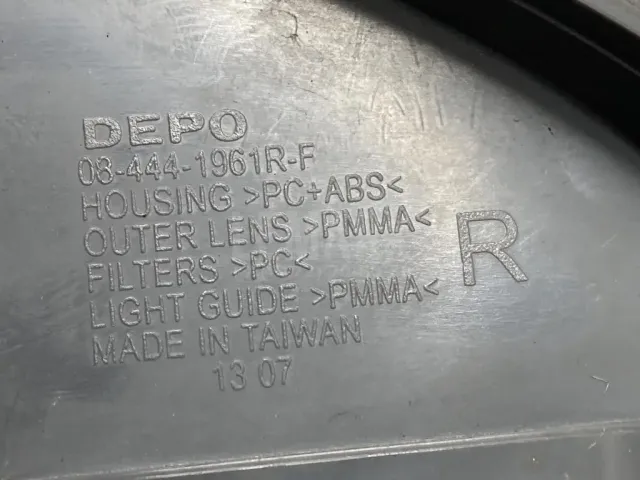 DEPO
08-444-1961R-F
HOUSING >PC+ABS<
OUTER LENS >PMMA<
FILTERS >PC<
LIGHT GUIDE >PMMA<
MADE IN TAIWAN
13 07
R